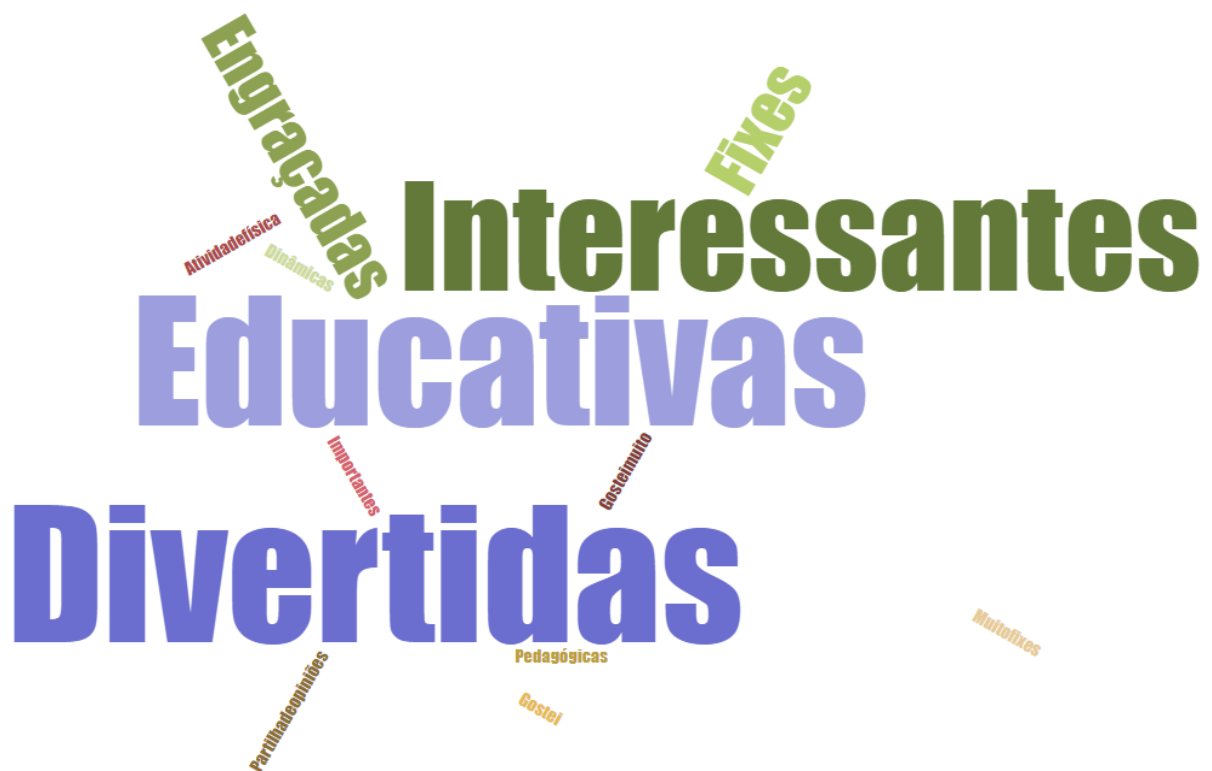 Engraçadas
Fixes
Interessantes
Atividadefísica
Dinâmicas
Educativas
Importantes
Gosteimuito
Divertidas
Muitofixes
Pedagógicas
Partilhadeopiniões
Gostei